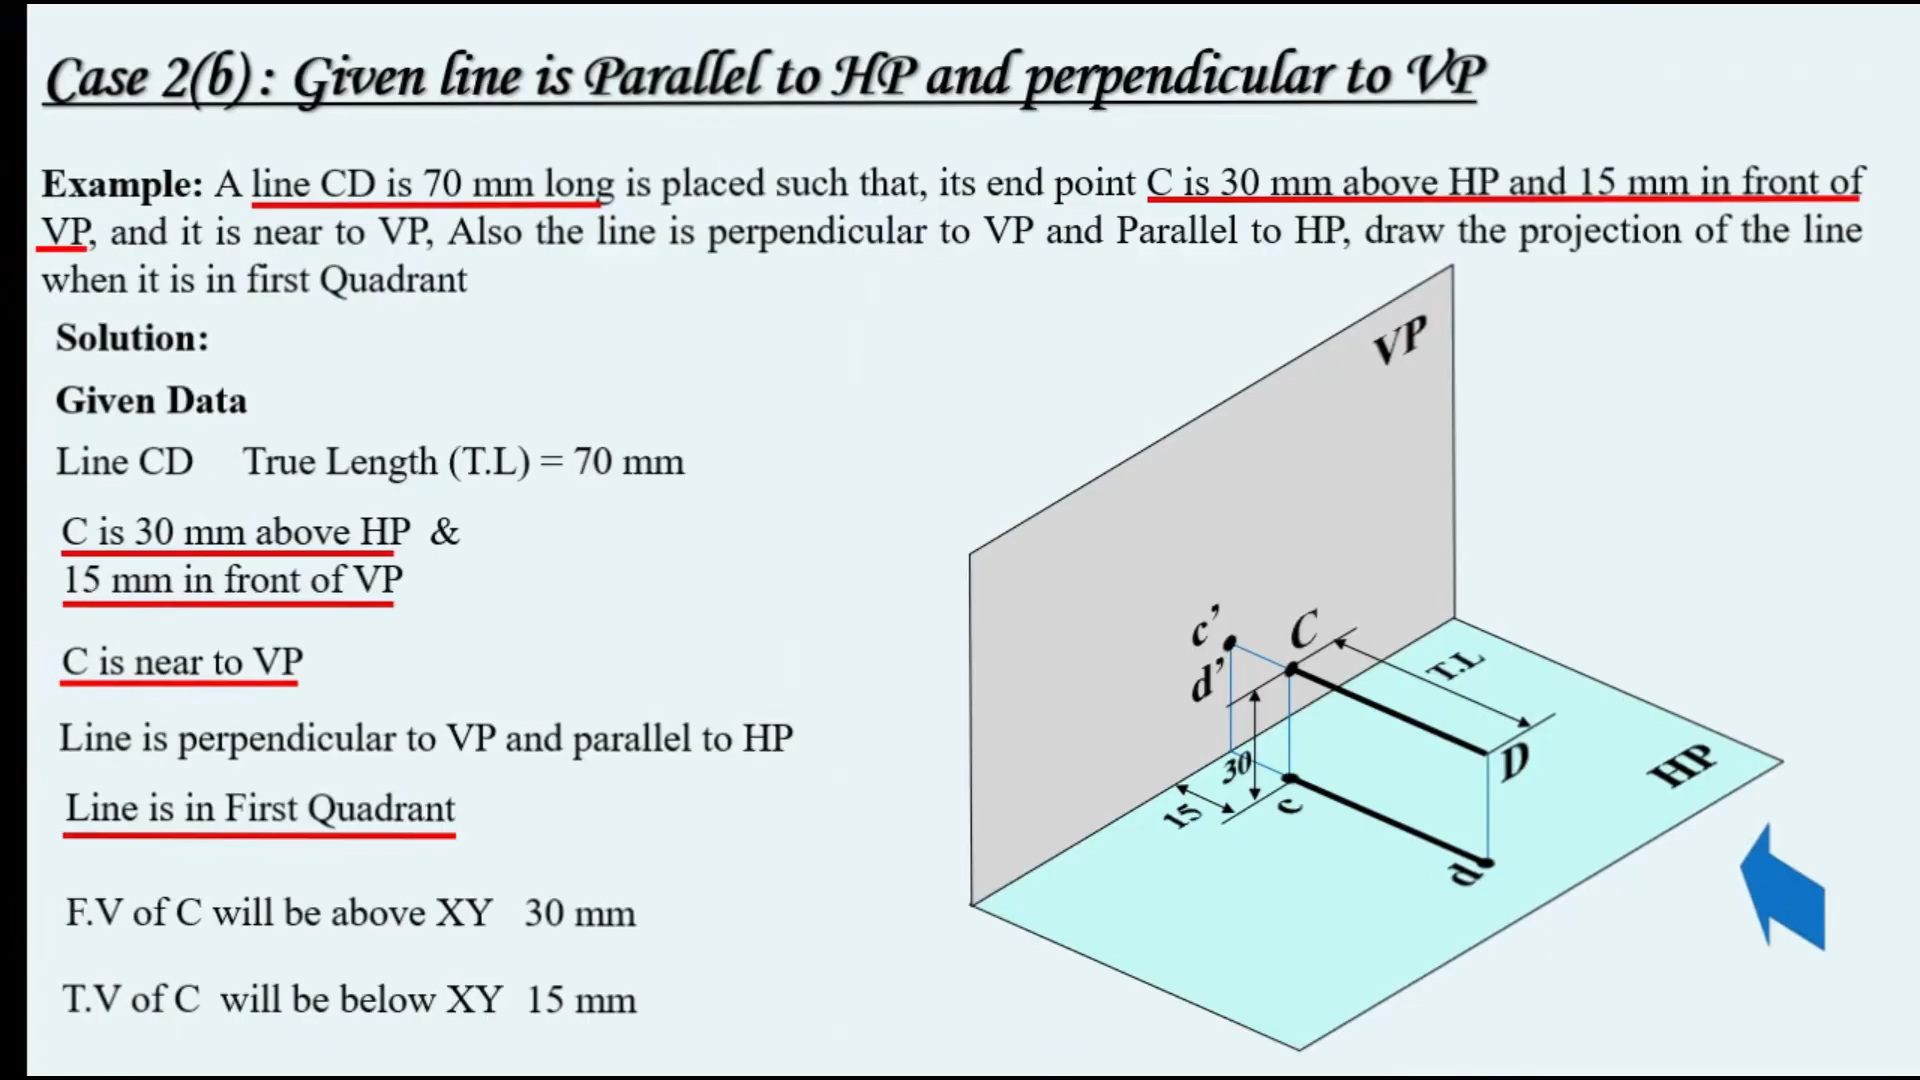 Case 2(b) : Given line is Parallel to HP and perpendicular to VP
Example: A line CD is 70 mm long is placed such that, its end point C is 30 mm above HP and 15 mm in front of
VP, and it is near to VP, Also the line is perpendicular to VP and Parallel to HP, draw the projection of the line
when it is in first Quadrant
Solution:
Given Data
Line CD True Length (T.L) = 70 mm
C is 30 mm above HP &
15 mm in front of VP
C is near to VP
Line is perpendicular to VP and parallel to HP
Line is in First Quadrant
F.V of C will be above XY 30 mm
T.V of C will be below XY 15 mm
VP
c’
C
d’
T.L
D
30
HP
15
c
d